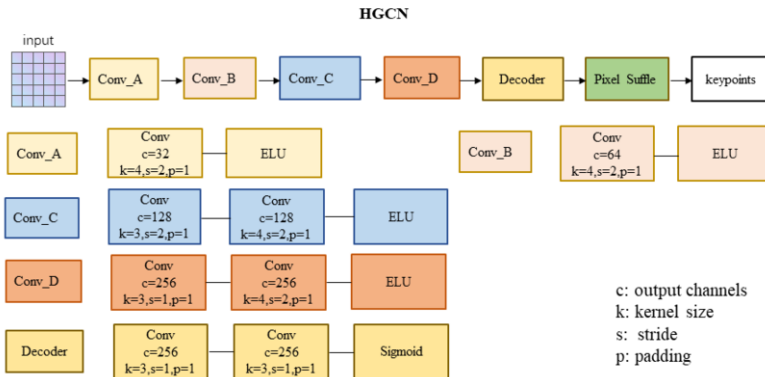 HGCN
input
Conv_A
Conv_B
Conv_C
Conv_D
Decoder
Pixel Suffle
keypoints
Conv_A
Conv
c=32
k=4,s=2,p=1
ELU
Conv_B
Conv
c=64
k=4,s=2,p=1
ELU
Conv_C
Conv
c=128
k=3,s=2,p=1
Conv
c=128
k=4,s=2,p=1
ELU
Conv_D
Conv
c=256
k=3,s=1,p=1
Conv
c=256
k=4,s=2,p=1
ELU
Decoder
Conv
c=256
k=3,s=1,p=1
Conv
c=256
k=3,s=1,p=1
Sigmoid
c: output channels
k: kernel size
s: stride
p: padding